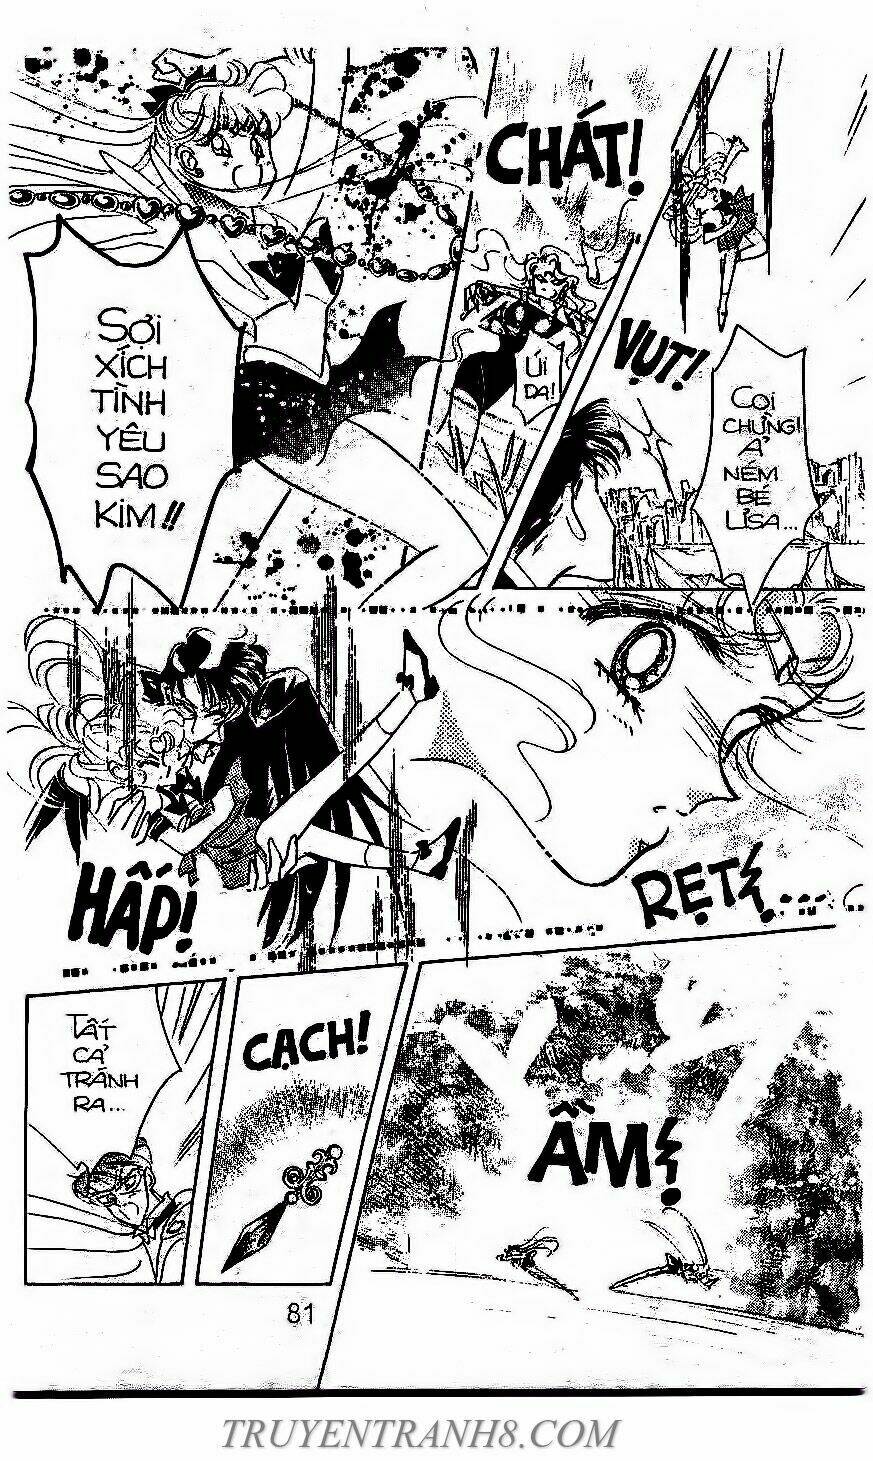 SỢI
XÍCH
TÌNH
YÊU
SAO
KIM!!
CHÁT!
ÚI
DA!
VỤT!
COI
CHỪNG!
Ả
NÉM
BÉ
LISA...
HẤP!
RẸT!...
TẤT
CẢ
TRÁNH
RA...
CẠCH!
ẦM!
81
TRUYENTRANH8.COM